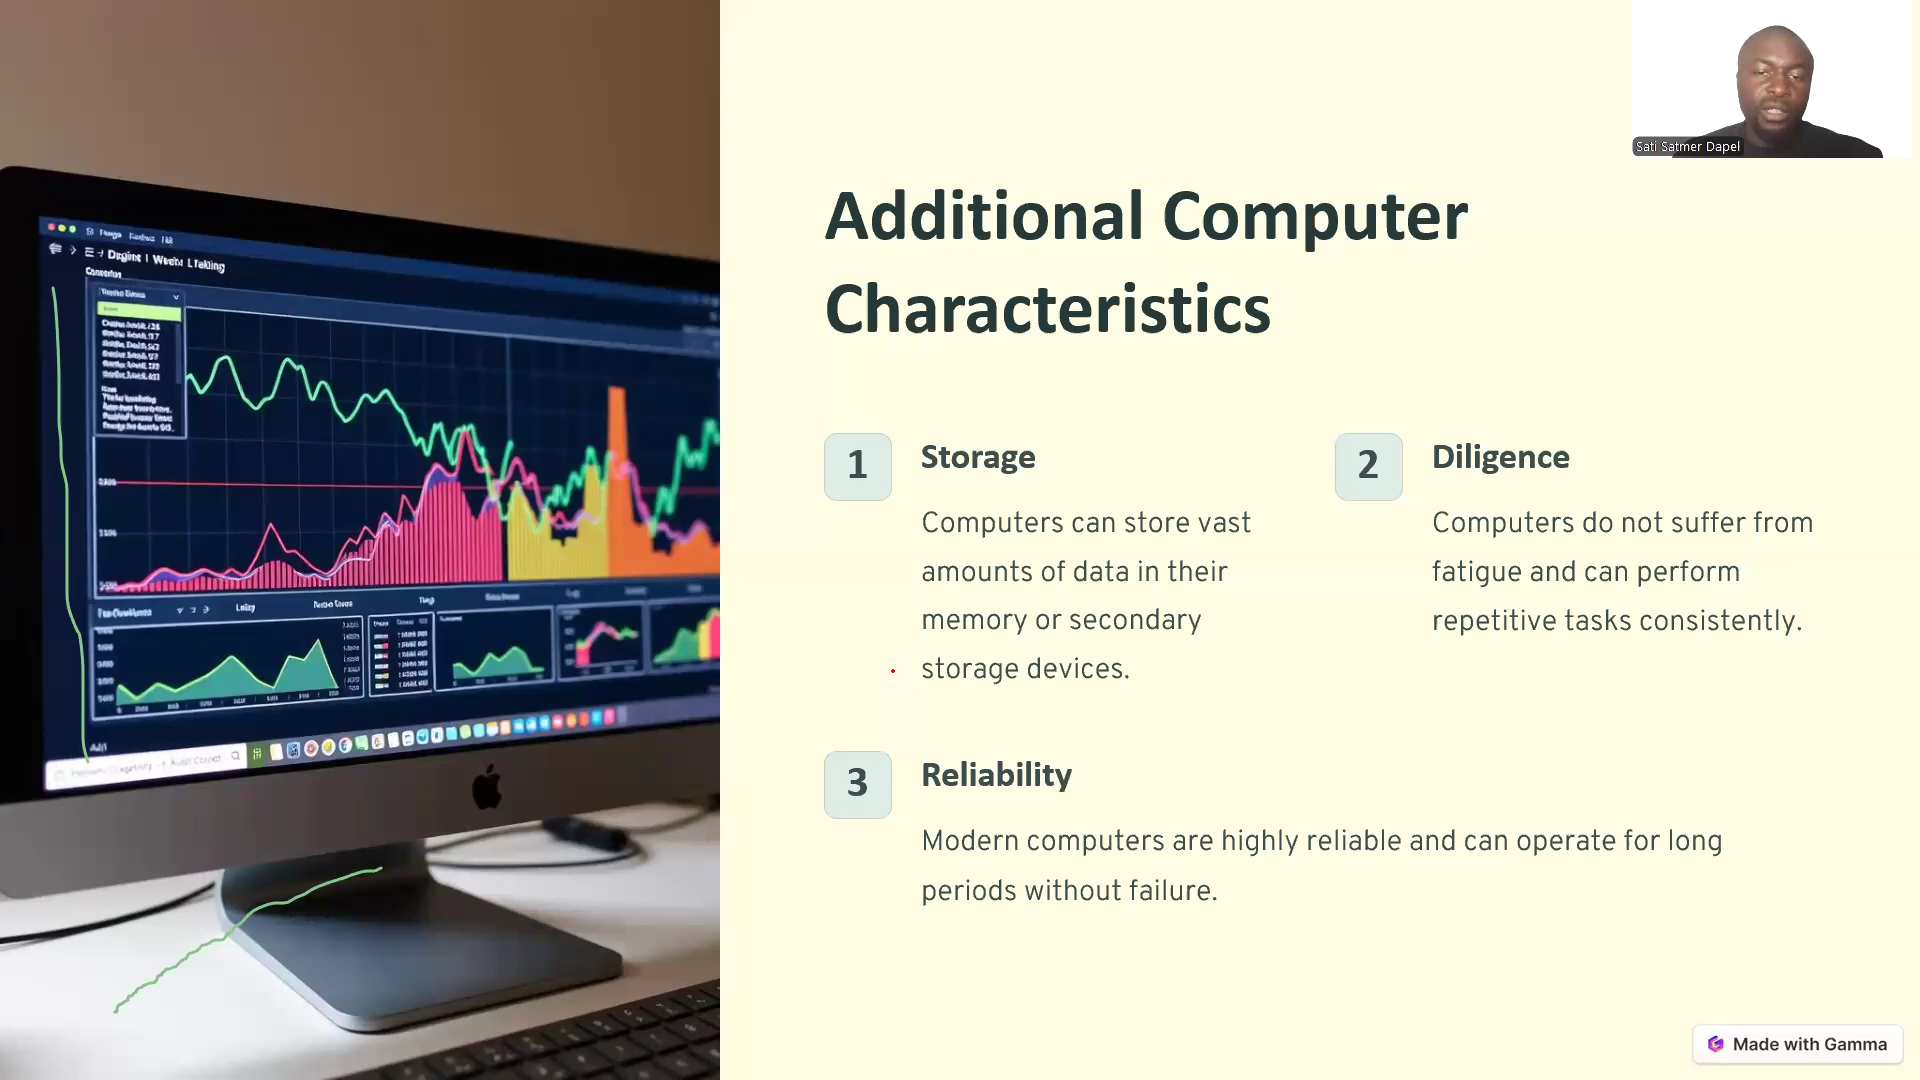 Sati Satmer Dapel
Additional Computer
Characteristics
1
Storage
Computers can store vast
amounts of data in their
memory or secondary
storage devices.
2
Diligence
Computers do not suffer from
fatigue and can perform
repetitive tasks consistently.
3
Reliability
Modern computers are highly reliable and can operate for long
periods without failure.
Made with Gamma